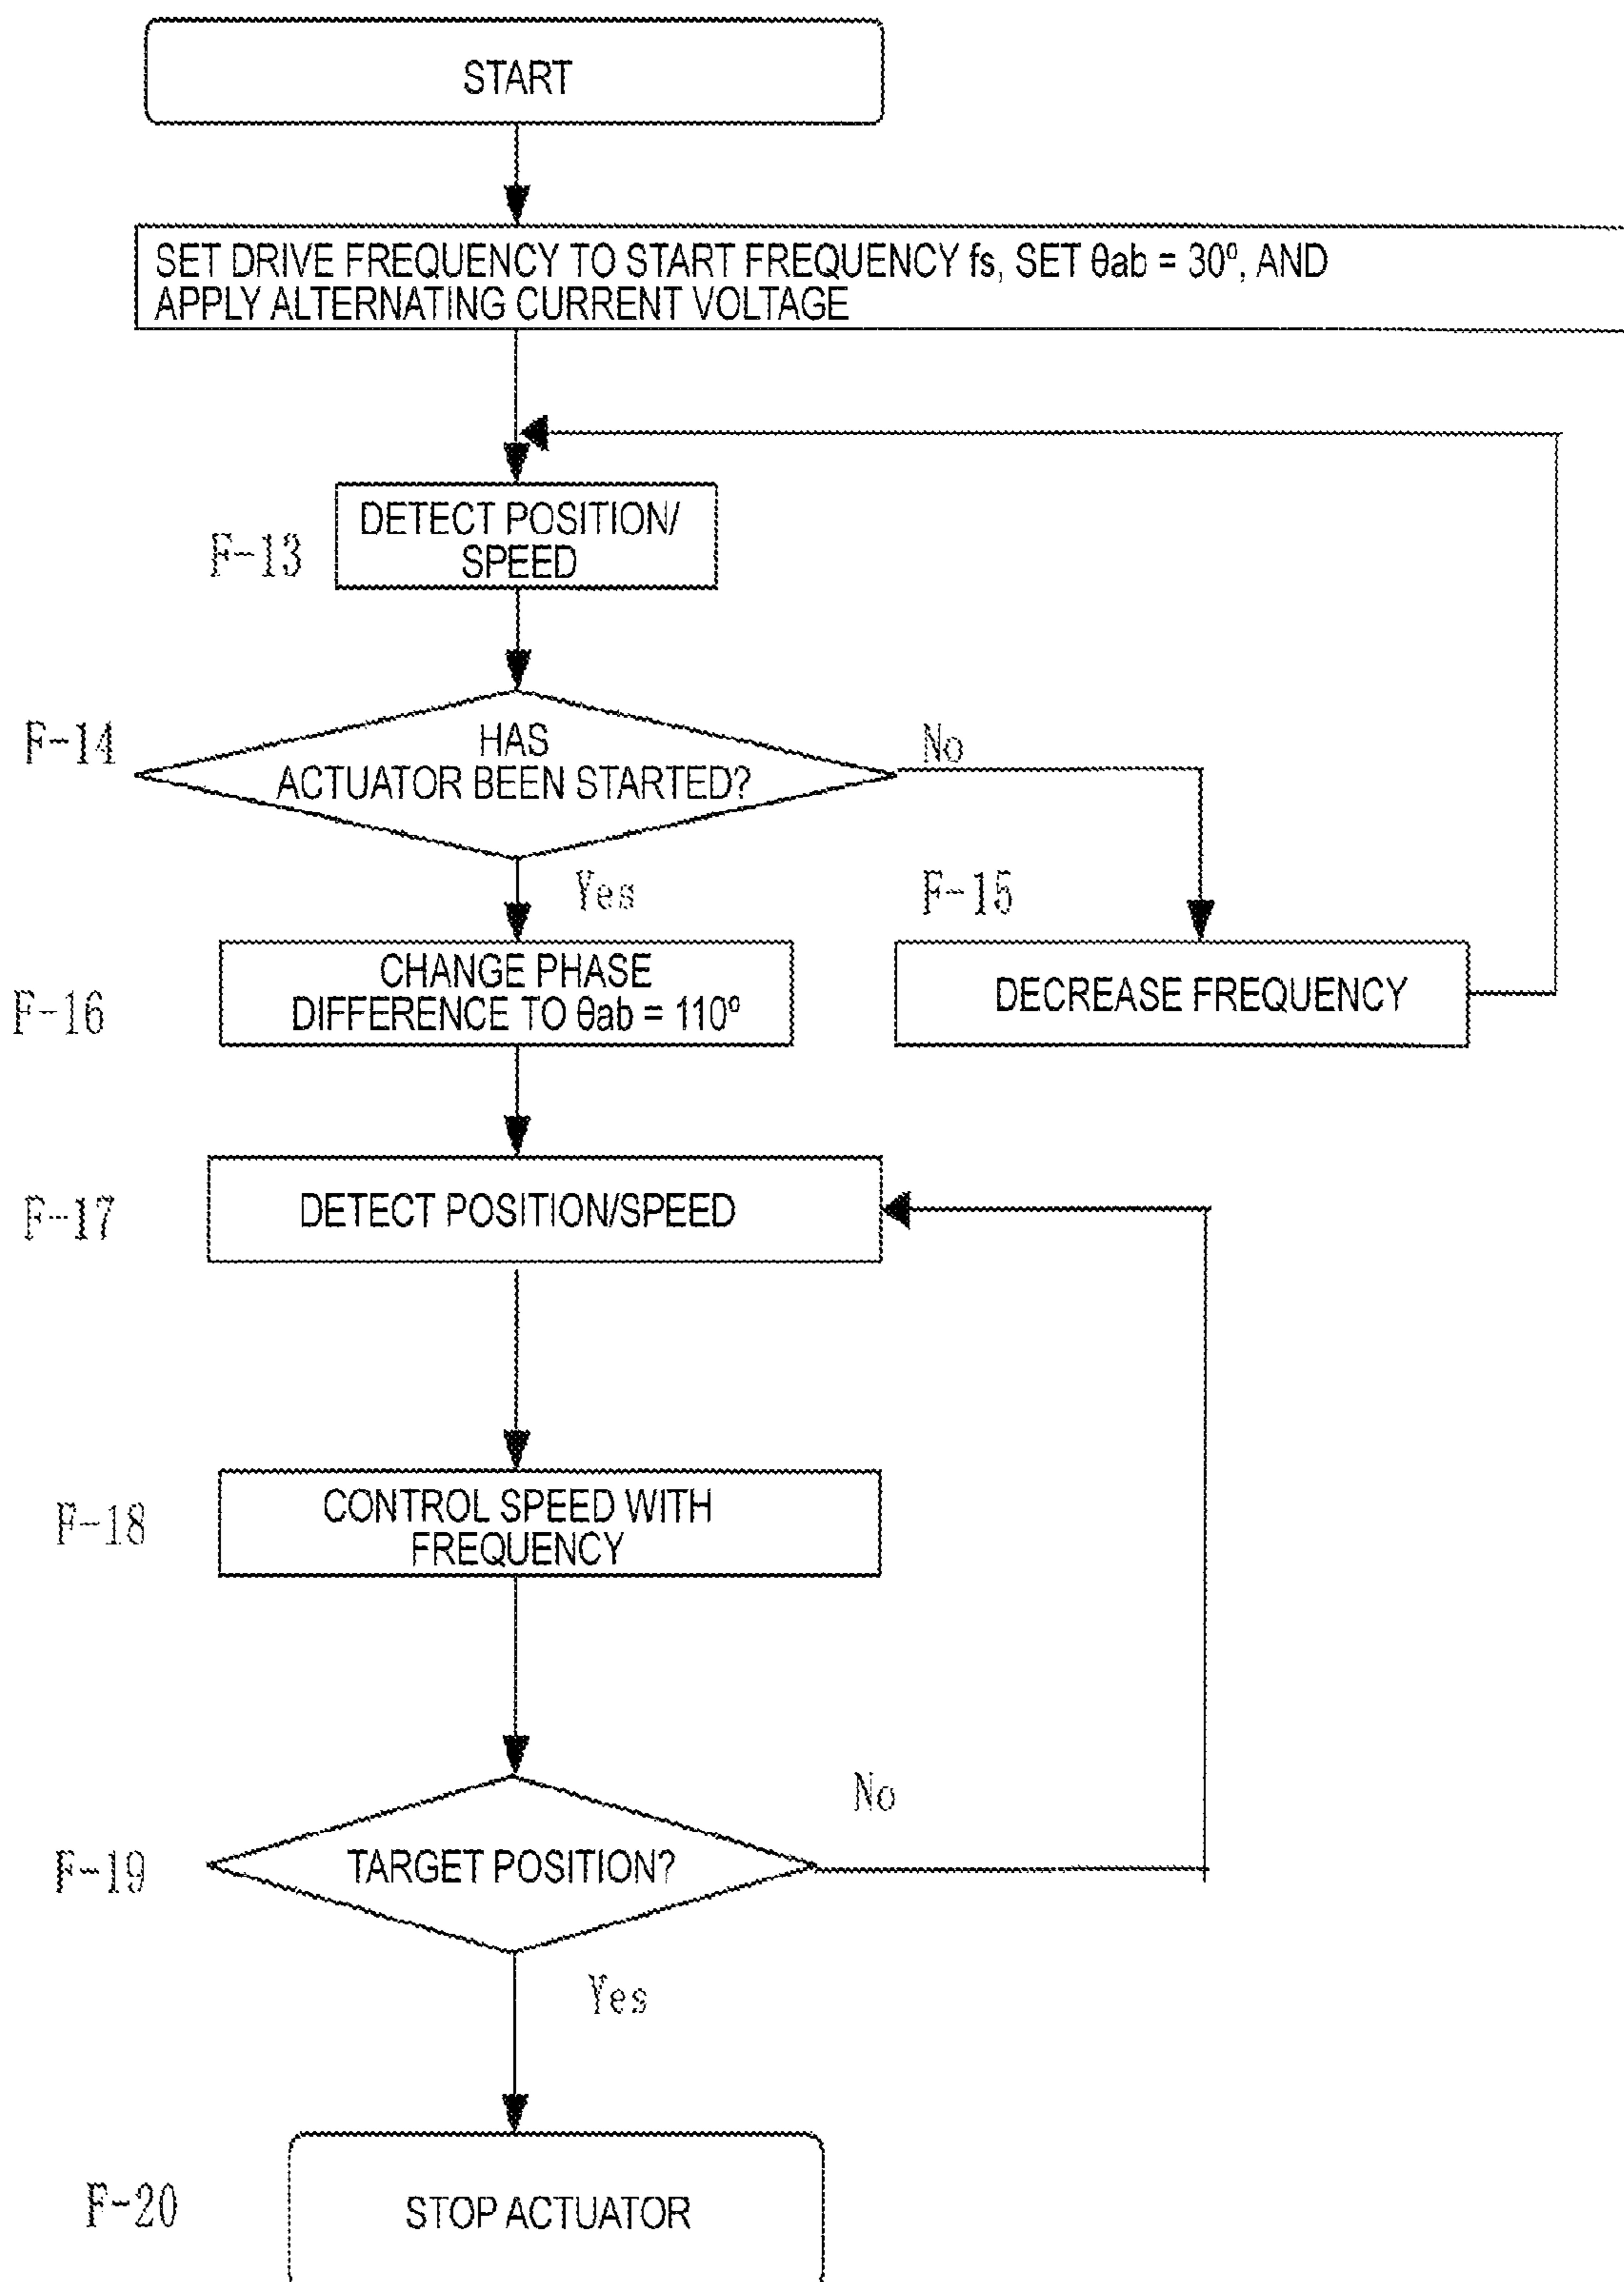 START
SET DRIVE FREQUENCY TO START FREQUENCY fs, SET θab = 30º, AND
APPLY ALTERNATING CURRENT VOLTAGE
F-13
DETECT POSITION/
SPEED
F-14
HAS
ACTUATOR BEEN STARTED?
No
Yes
F-15
F-16
CHANGE PHASE
DIFFERENCE TO θab = 110º
DECREASE FREQUENCY
F-17
DETECT POSITION/SPEED
F-18
CONTROL SPEED WITH
FREQUENCY
No
F-19
TARGET POSITION?
Yes
F-20
STOP ACTUATOR